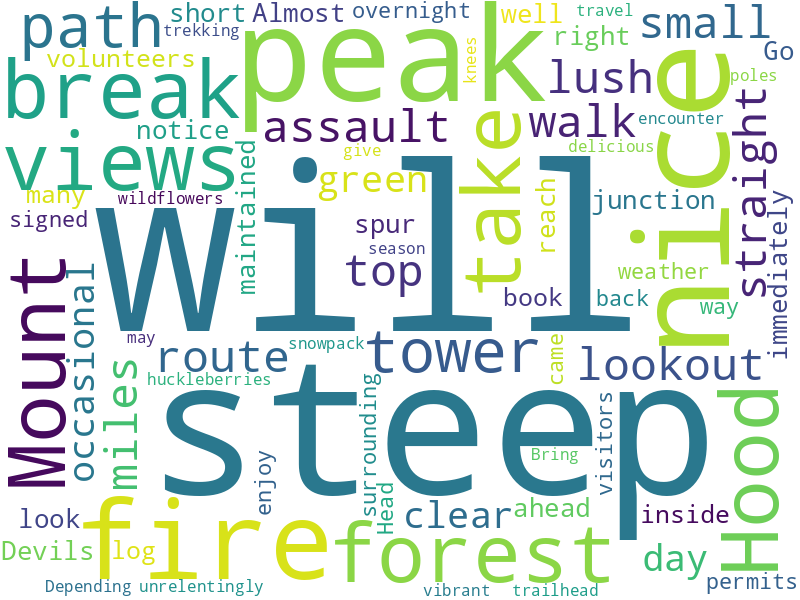 path
short
Almost
overnight
well
travel
small
trekking
volunteers
peak
knees
right
Go
break
lush
poles
nice
notice
assault
walk
encounter
straight
views
maintained
give
green
take
delicious
many
wildflowers
Will
reach
junction
signed
spur
season
top
immediately
Mount
occasional
weather
book
back
way
may
snowpack
route
tower
came
lookout
miles
huckleberries
steep
surrounding
visitors
Hood
enjoy
Bring
fire
look
Head
clear
ahead
inside
Devils
log
forest
day
permits
Depending
unrelentingly
vibrant
trailhead